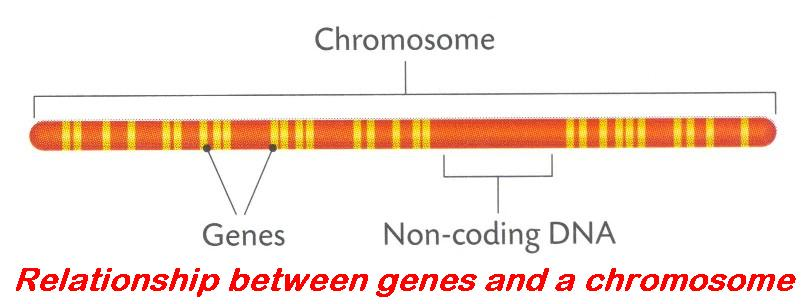 Chromosome
Genes
Non-coding DNA
Relationship between genes and a chromosome